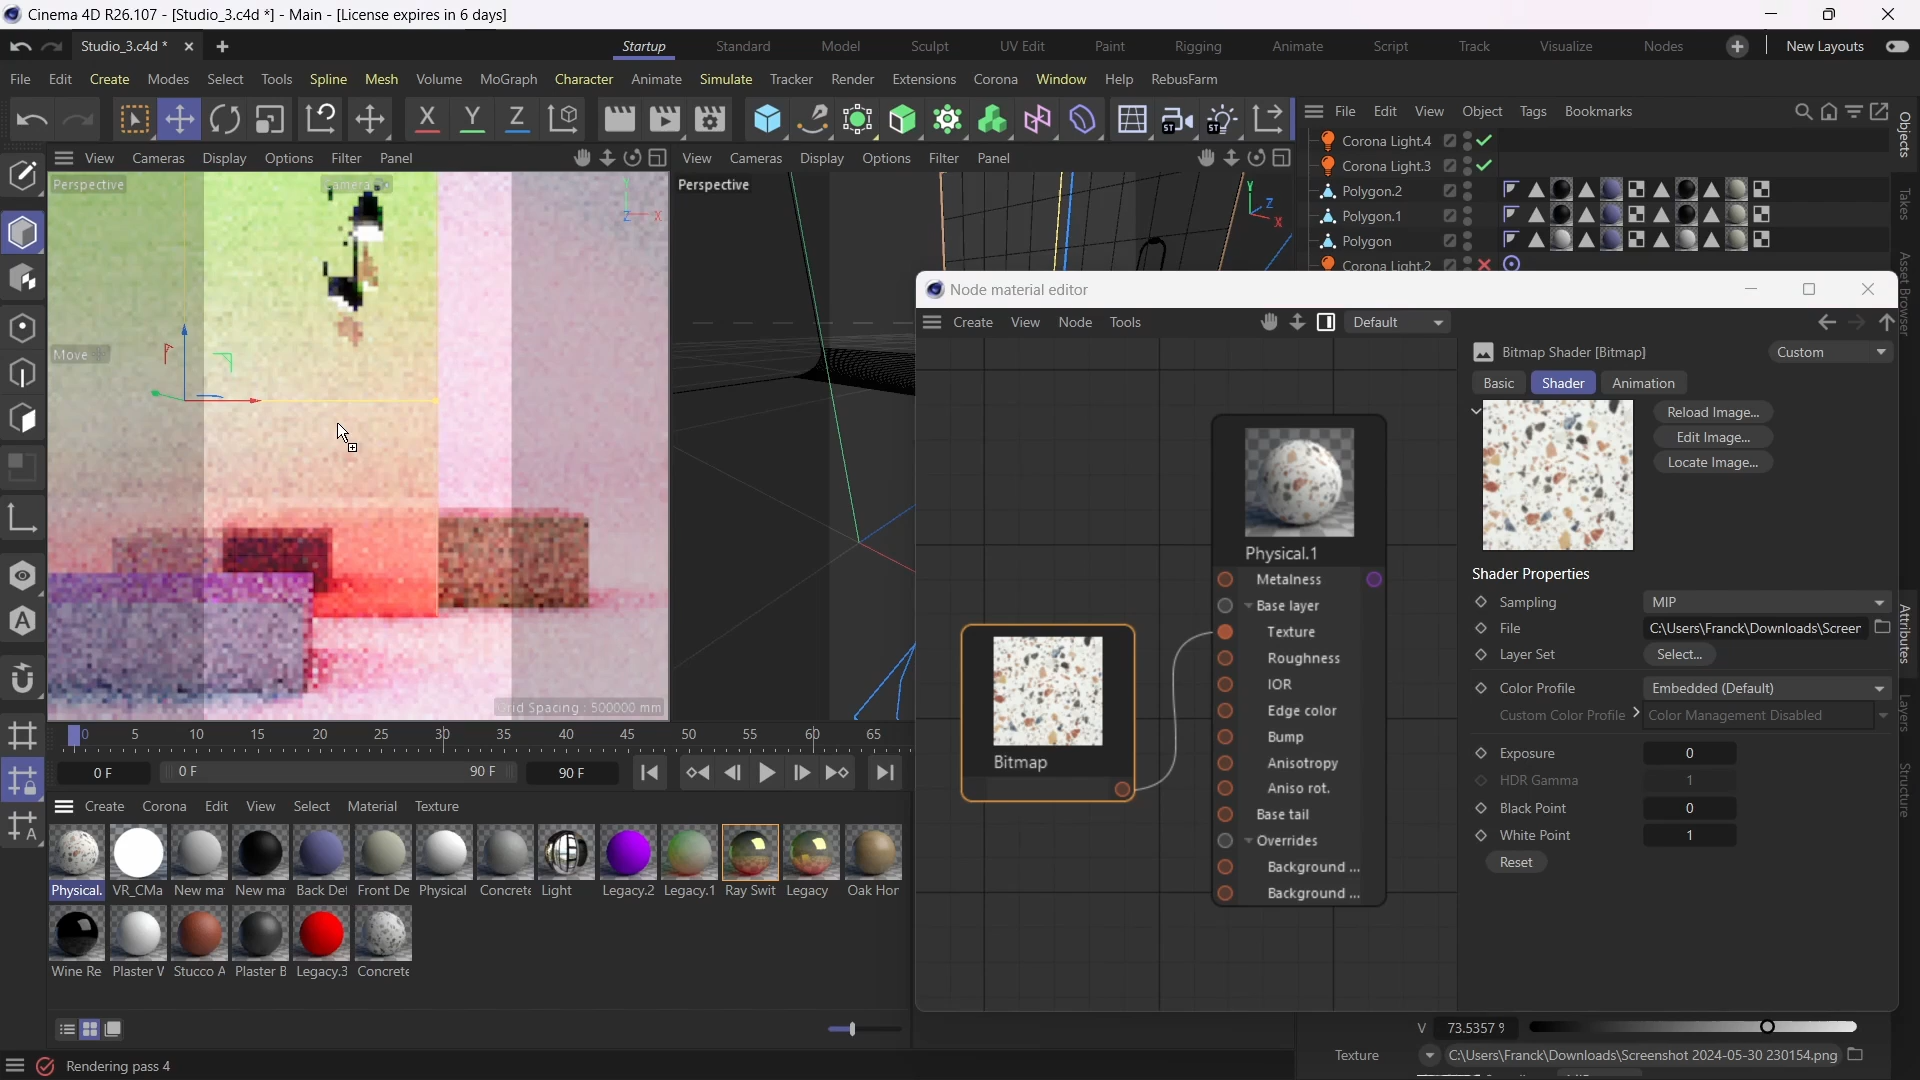 Cinema 4D R26.107 - [Studio_3.c4d *] - Main - [License expires in 6 days]
Studio_3.c4d *
Startup Standard Model Sculpt UV Edit Paint Rigging Animate Script Track Visualize Nodes New Layouts
File Edit Create Modes Select Tools Spline Mesh Volume MoGraph Character Animate Simulate Tracker Render Extensions Corona Window Help RebusFarm
X Y Z ST ST
File Edit View Object Tags Bookmarks
Objects
Takes
Asset Browser
Attributes
Layers
Structure
Corona Light.4
Corona Light.3
Polygon.2
Polygon.1
Polygon
Corona Light.2
View Cameras Display Options Filter Panel
Perspective
Camera
Move
Y
Z X
Grid Spacing : 500000 mm
View Cameras Display Options Filter Panel
Perspective
Y
Z
X
Node material editor
Create View Node Tools
Default
Bitmap Shader [Bitmap]
Custom
Basic Shader Animation
Reload Image...
Edit Image...
Locate Image...
Physical.1
Metalness
Base layer
Texture
Roughness
IOR
Edge color
Bump
Anisotropy
Aniso rot.
Base tail
Overrides
Background ...
Background ...
Bitmap
Shader Properties
Sampling MIP
File C:\Users\Franck\Downloads\Screer
Layer Set Select...
Color Profile Embedded (Default)
Custom Color Profile Color Management Disabled
Exposure 0
HDR Gamma 1
Black Point 0
White Point 1
Reset
V 73.5357 %
Texture C:\Users\Franck\Downloads\Screenshot 2024-05-30 230154.png
0 5 10 15 20 25 30 35 40 45 50 55 60 65
0 F 0 F 90 F 90 F
Create Corona Edit View Select Material Texture
Physical. VR_CMa New ma New ma Back Def Front De Physical Concrete Light Legacy.2 Legacy.1 Ray Swit Legacy Oak Hor
Wine Re Plaster V Stucco A Plaster B Legacy.3 Concrete
Rendering pass 4